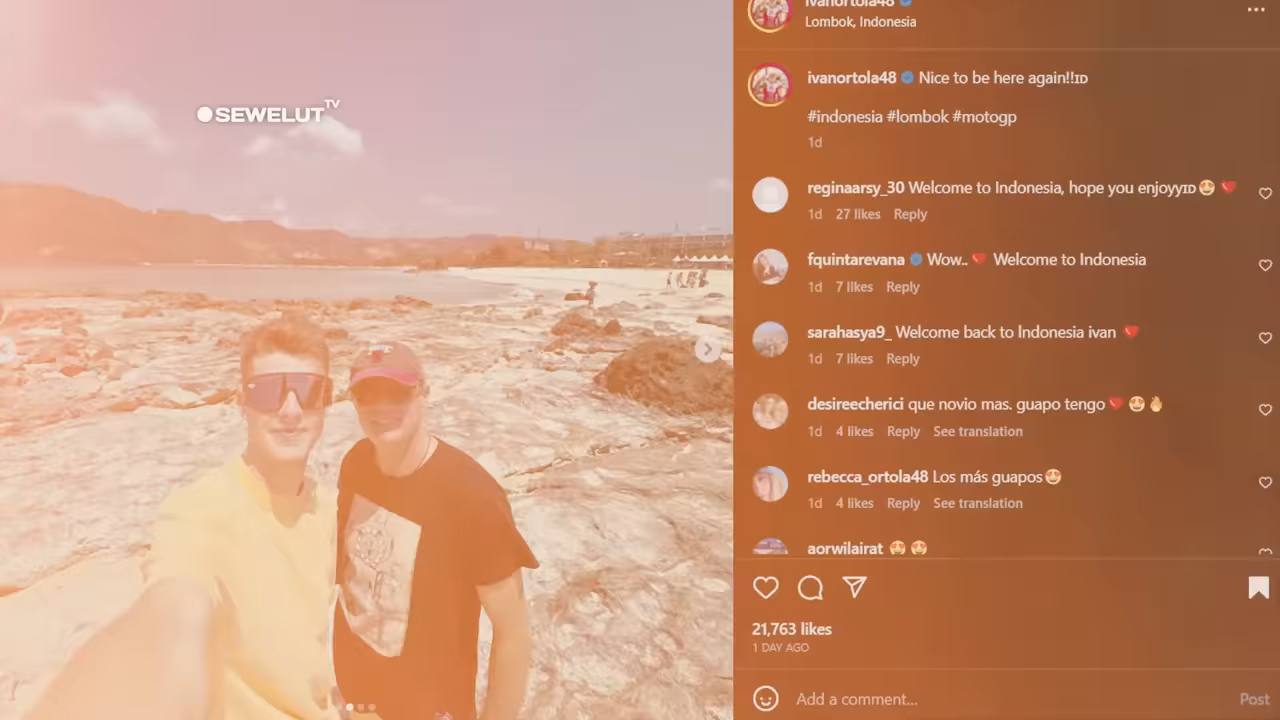 SEWELUT TV
ivanortola48
Lombok, Indonesia
ivanortola48 Nice to be here again!!ID
#indonesia #lombok #motogp
1d
reginaarsy_30 Welcome to Indonesia, hope you enjoyyID😍❤️
1d 27 likes Reply
fquintarevana Wow..❤️ Welcome to Indonesia
1d 7 likes Reply
sarahasya9_ Welcome back to Indonesia ivan ❤️
1d 7 likes Reply
desireecherici que novio mas. guapo tengo❤️😍🔥
1d 4 likes Reply See translation
rebecca_ortola48 Los más guapos😍
1d 4 likes Reply See translation
aorwilairat 😍 😍
21,763 likes
1 DAY AGO
Add a comment...
Post